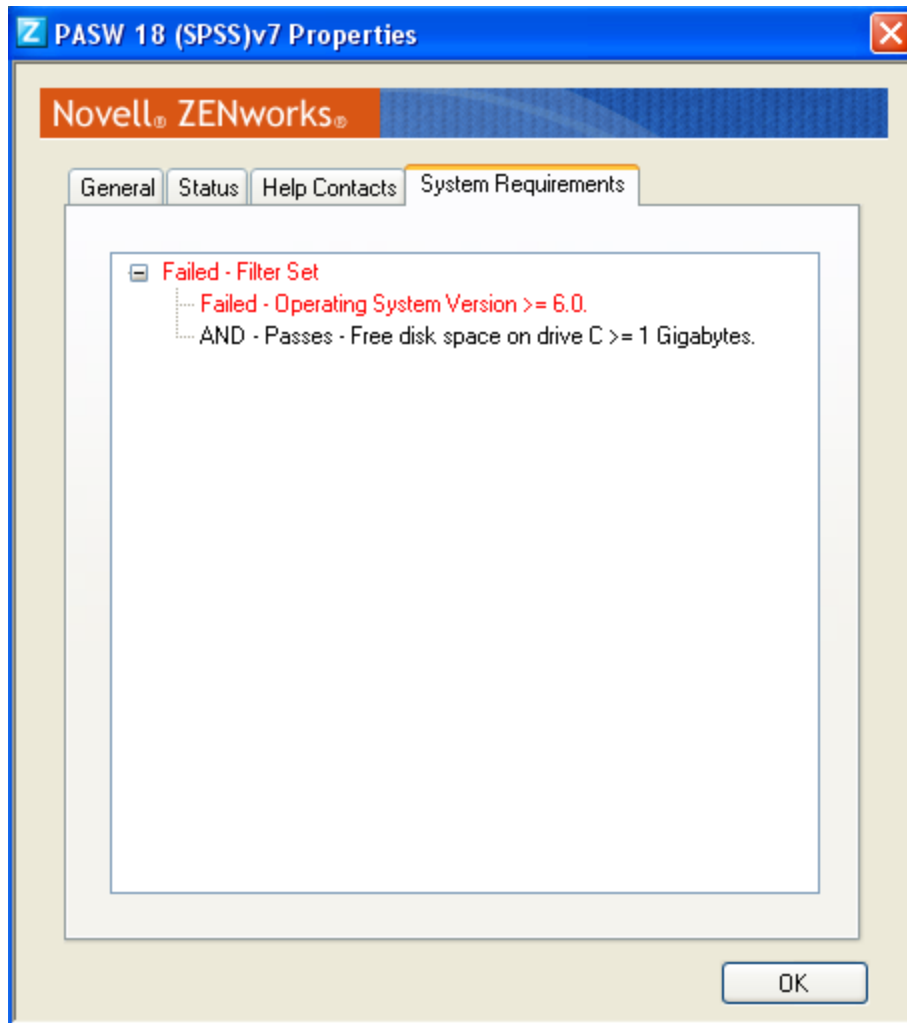 Z PASW 18 (SPSS)v7 Properties
Novell® ZENworks®
General Status Help Contacts System Requirements
Failed - Filter Set
Failed - Operating System Version >= 6.0.
AND - Passes - Free disk space on drive C >= 1 Gigabytes.
OK